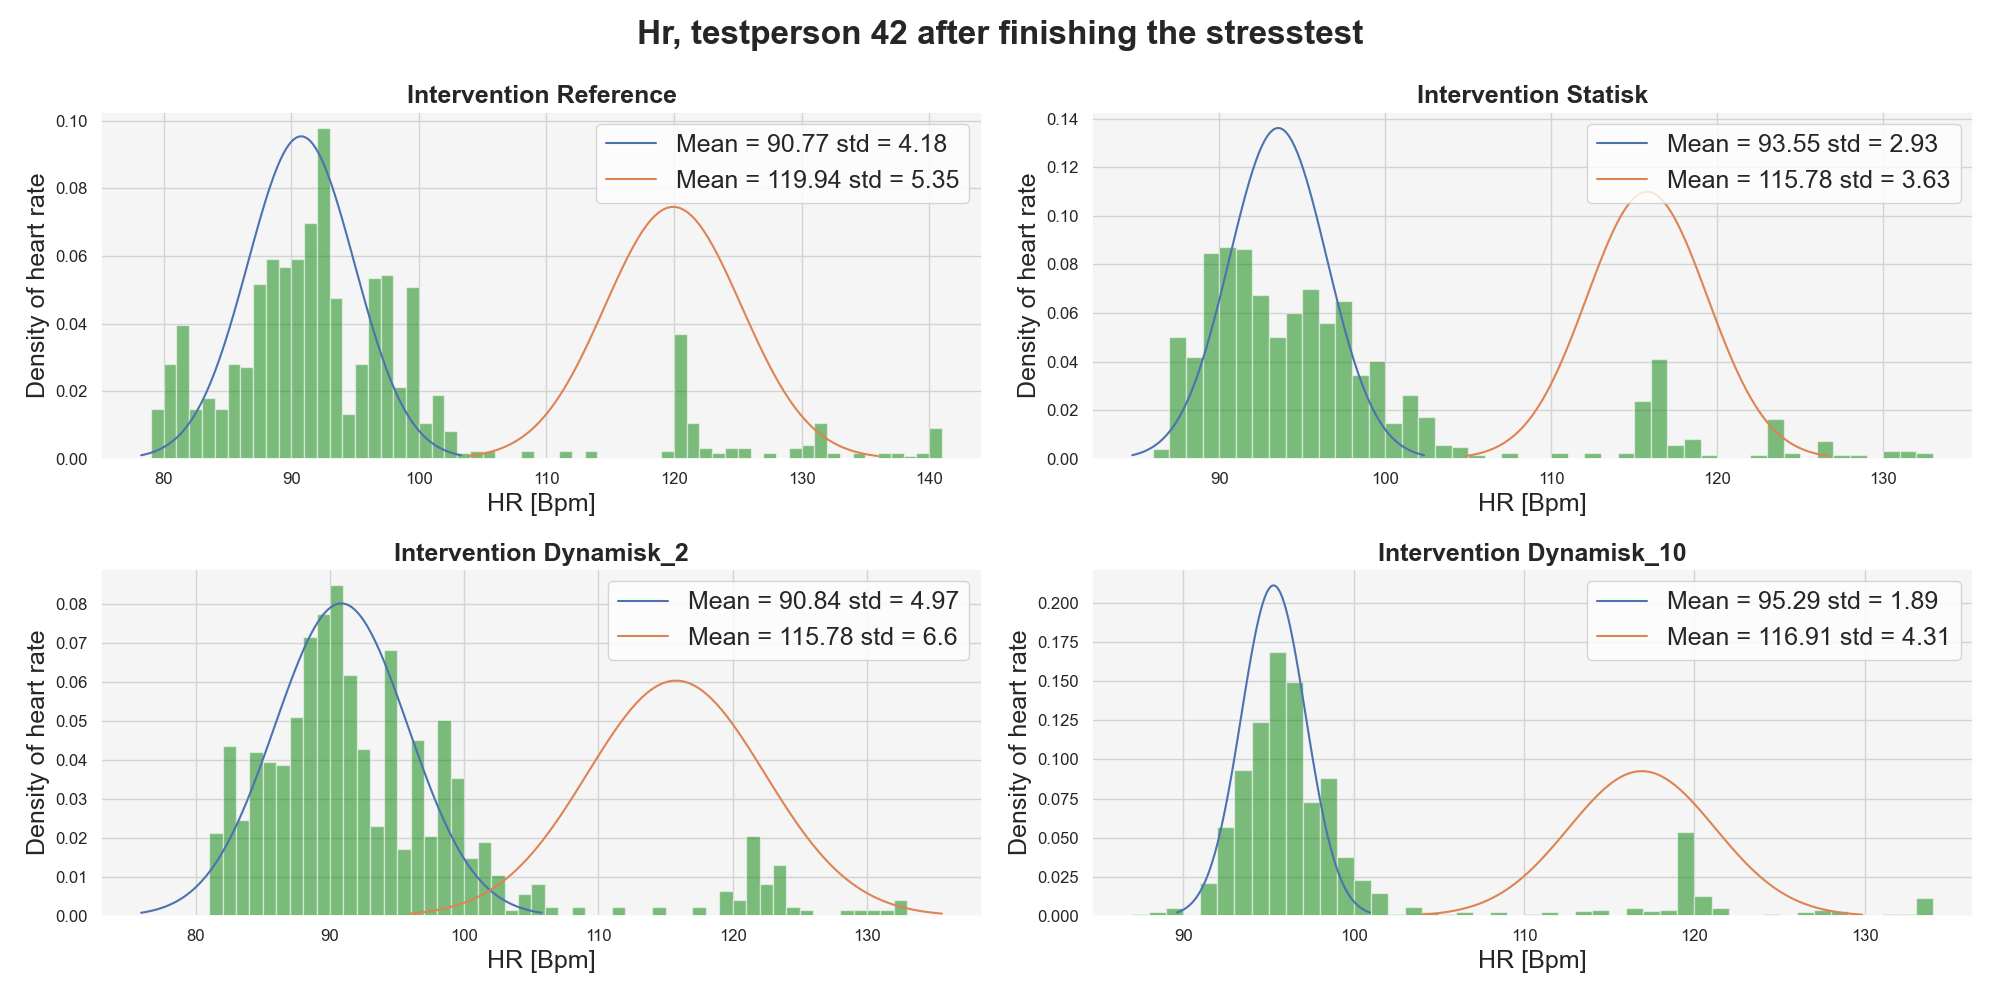 Hr, testperson 42 after finishing the stresstest
Intervention Reference
Mean = 90.77 std = 4.18
Mean = 119.94 std = 5.35
Density of heart rate
0.10
0.08
0.06
0.04
0.02
0.00
80 90 100 110 120 130 140
HR [Bpm]
Intervention Statisk
Mean = 93.55 std = 2.93
Mean = 115.78 std = 3.63
Density of heart rate
0.14
0.12
0.10
0.08
0.06
0.04
0.02
0.00
90 100 110 120 130
HR [Bpm]
Intervention Dynamisk_2
Mean = 90.84 std = 4.97
Mean = 115.78 std = 6.6
Density of heart rate
0.08
0.07
0.06
0.05
0.04
0.03
0.02
0.01
0.00
80 90 100 110 120 130
HR [Bpm]
Intervention Dynamisk_10
Mean = 95.29 std = 1.89
Mean = 116.91 std = 4.31
Density of heart rate
0.200
0.175
0.150
0.125
0.100
0.075
0.050
0.025
0.000
90 100 110 120 130
HR [Bpm]